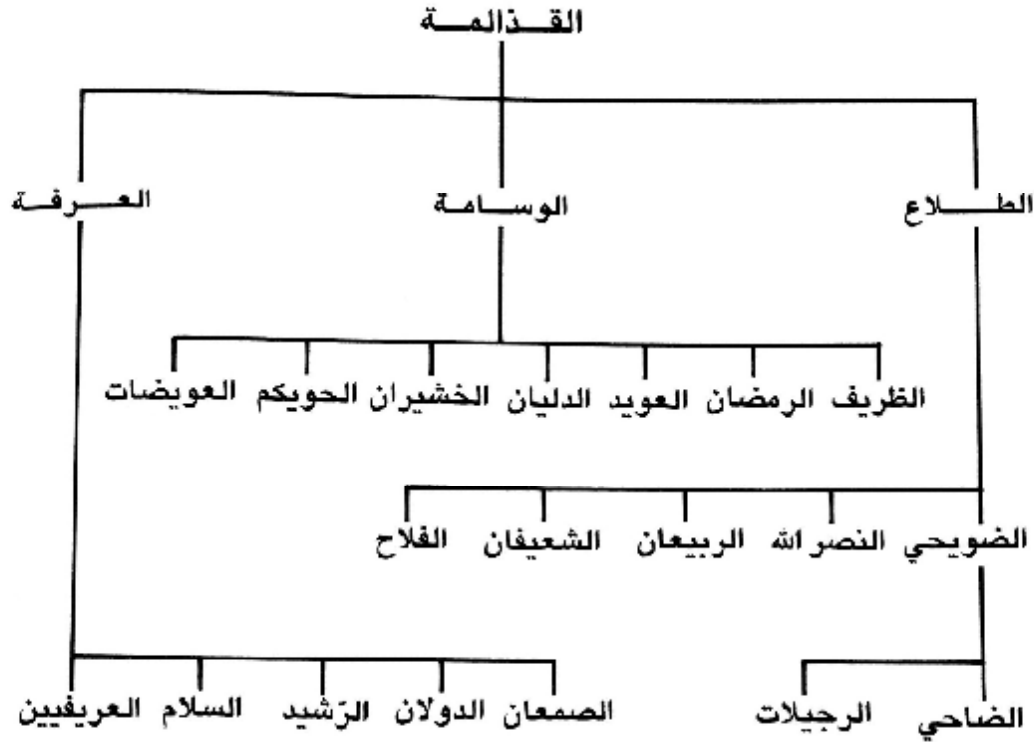 القذالمة
الطلاع الوسامة العرفة
الظريف الرمضان العويد الدليان الخشيران الحويكم العويضات
الضويحي النصر الله الربيعان الشعيفان الفلاح
الضاحي الرجيلات الصمعان الدولان الرّشيد السلام العريفيين